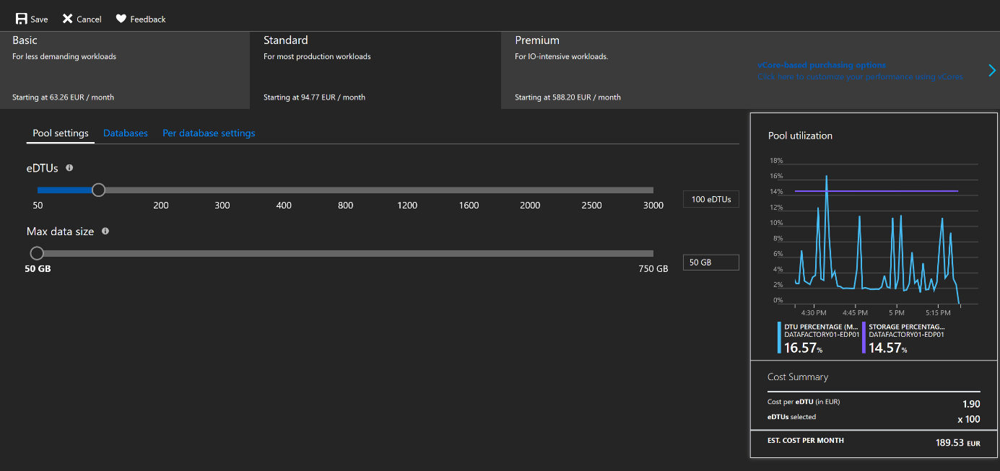 Save Cancel Feedback
Basic
For less demanding workloads
Starting at 63.26 EUR / month
Standard
For most production workloads
Starting at 94.77 EUR / month
Premium
For IO-intensive workloads.
Starting at 588.20 EUR / month
vCore-based purchasing options
Click here to customize your performance using vCores
Pool settings Databases Per database settings
eDTUs
50 200 300 400 800 1200 1600 2000 2500 3000
100 eDTUs
Max data size
50 GB 750 GB
50 GB
Pool utilization
18%
16%
14%
12%
10%
8%
6%
4%
2%
0%
4:30 PM 4:45 PM 5 PM 5:15 PM
DTU PERCENTAGE (M...
DATAFACTORY01-EDP01
16.57%
STORAGE PERCENTAG...
DATAFACTORY01-EDP01
14.57%
Cost Summary
Cost per eDTU (in EUR) 1.90
eDTUs selected x 100
EST. COST PER MONTH 189.53 EUR